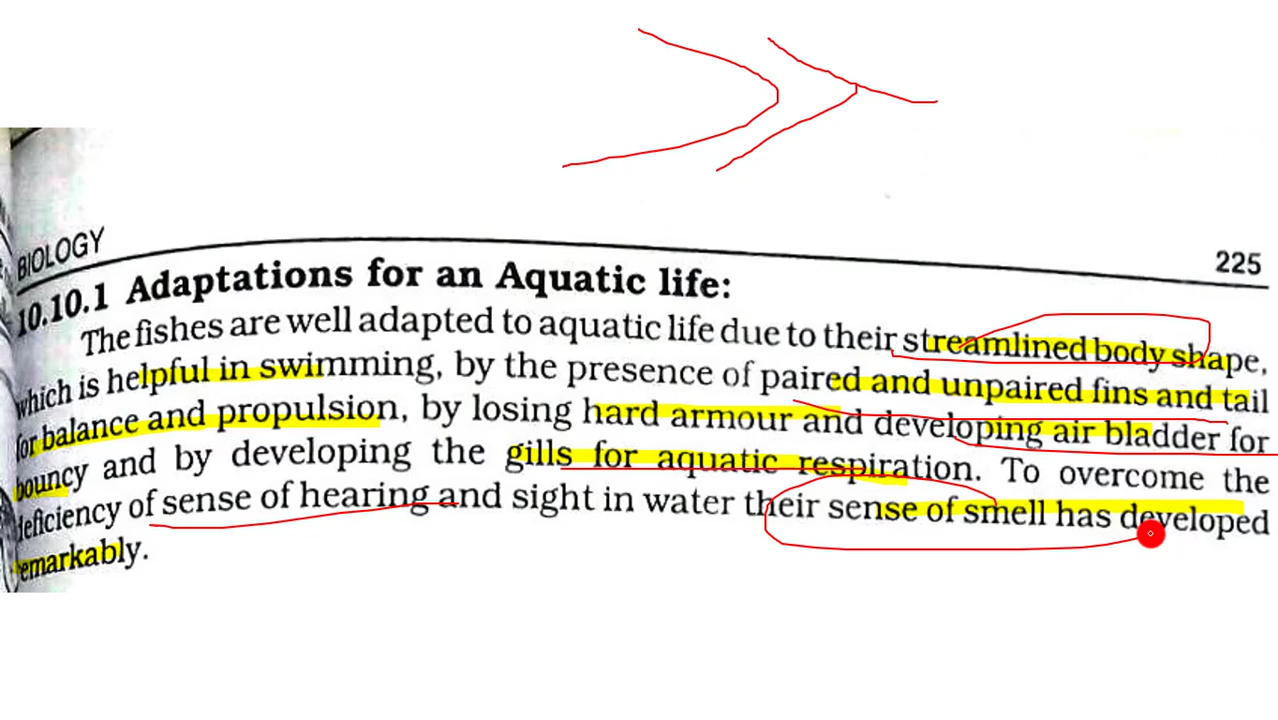 BIOLOGY 225
10.10.1 Adaptations for an Aquatic life:
The fishes are well adapted to aquatic life due to their streamlined body shape,
which is helpful in swimming, by the presence of paired and unpaired fins and tail
for balance and propulsion, by losing hard armour and developing air bladder for
bouncy and by developing the gills for aquatic respiration. To overcome the
deficiency of sense of hearing and sight in water their sense of smell has developed
remarkably.